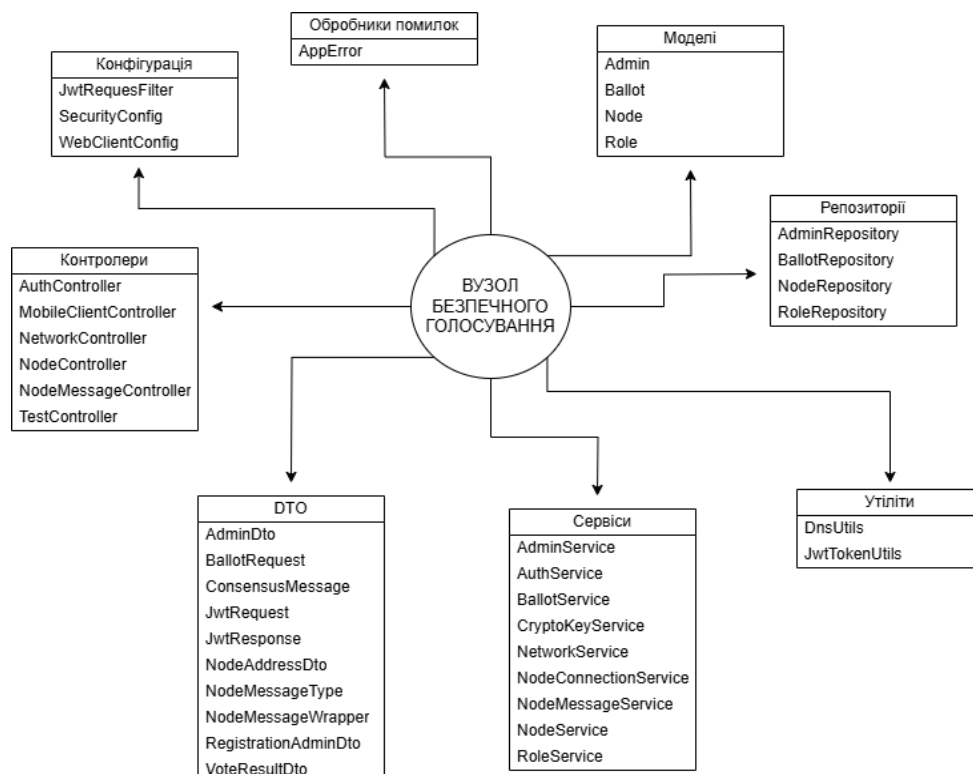 Обробники помилок
AppError
Моделі
Admin
Ballot
Node
Role
Конфігурація
JwtRequesFilter
SecurityConfig
WebClientConfig
Репозиторії
AdminRepository
BallotRepository
NodeRepository
RoleRepository
Контролери
AuthController
MobileClientController
NetworkController
NodeController
NodeMessageController
TestController
ВУЗОЛ
БЕЗПЕЧНОГО
ГОЛОСУВАННЯ
DTO
AdminDto
BallotRequest
ConsensusMessage
JwtRequest
JwtResponse
NodeAddressDto
NodeMessageType
NodeMessageWrapper
RegistrationAdminDto
VoteResultDto
Сервіси
AdminService
AuthService
BallotService
CryptoKeyService
NetworkService
NodeConnectionService
NodeMessageService
NodeService
RoleService
Утіліти
DnsUtils
JwtTokenUtils